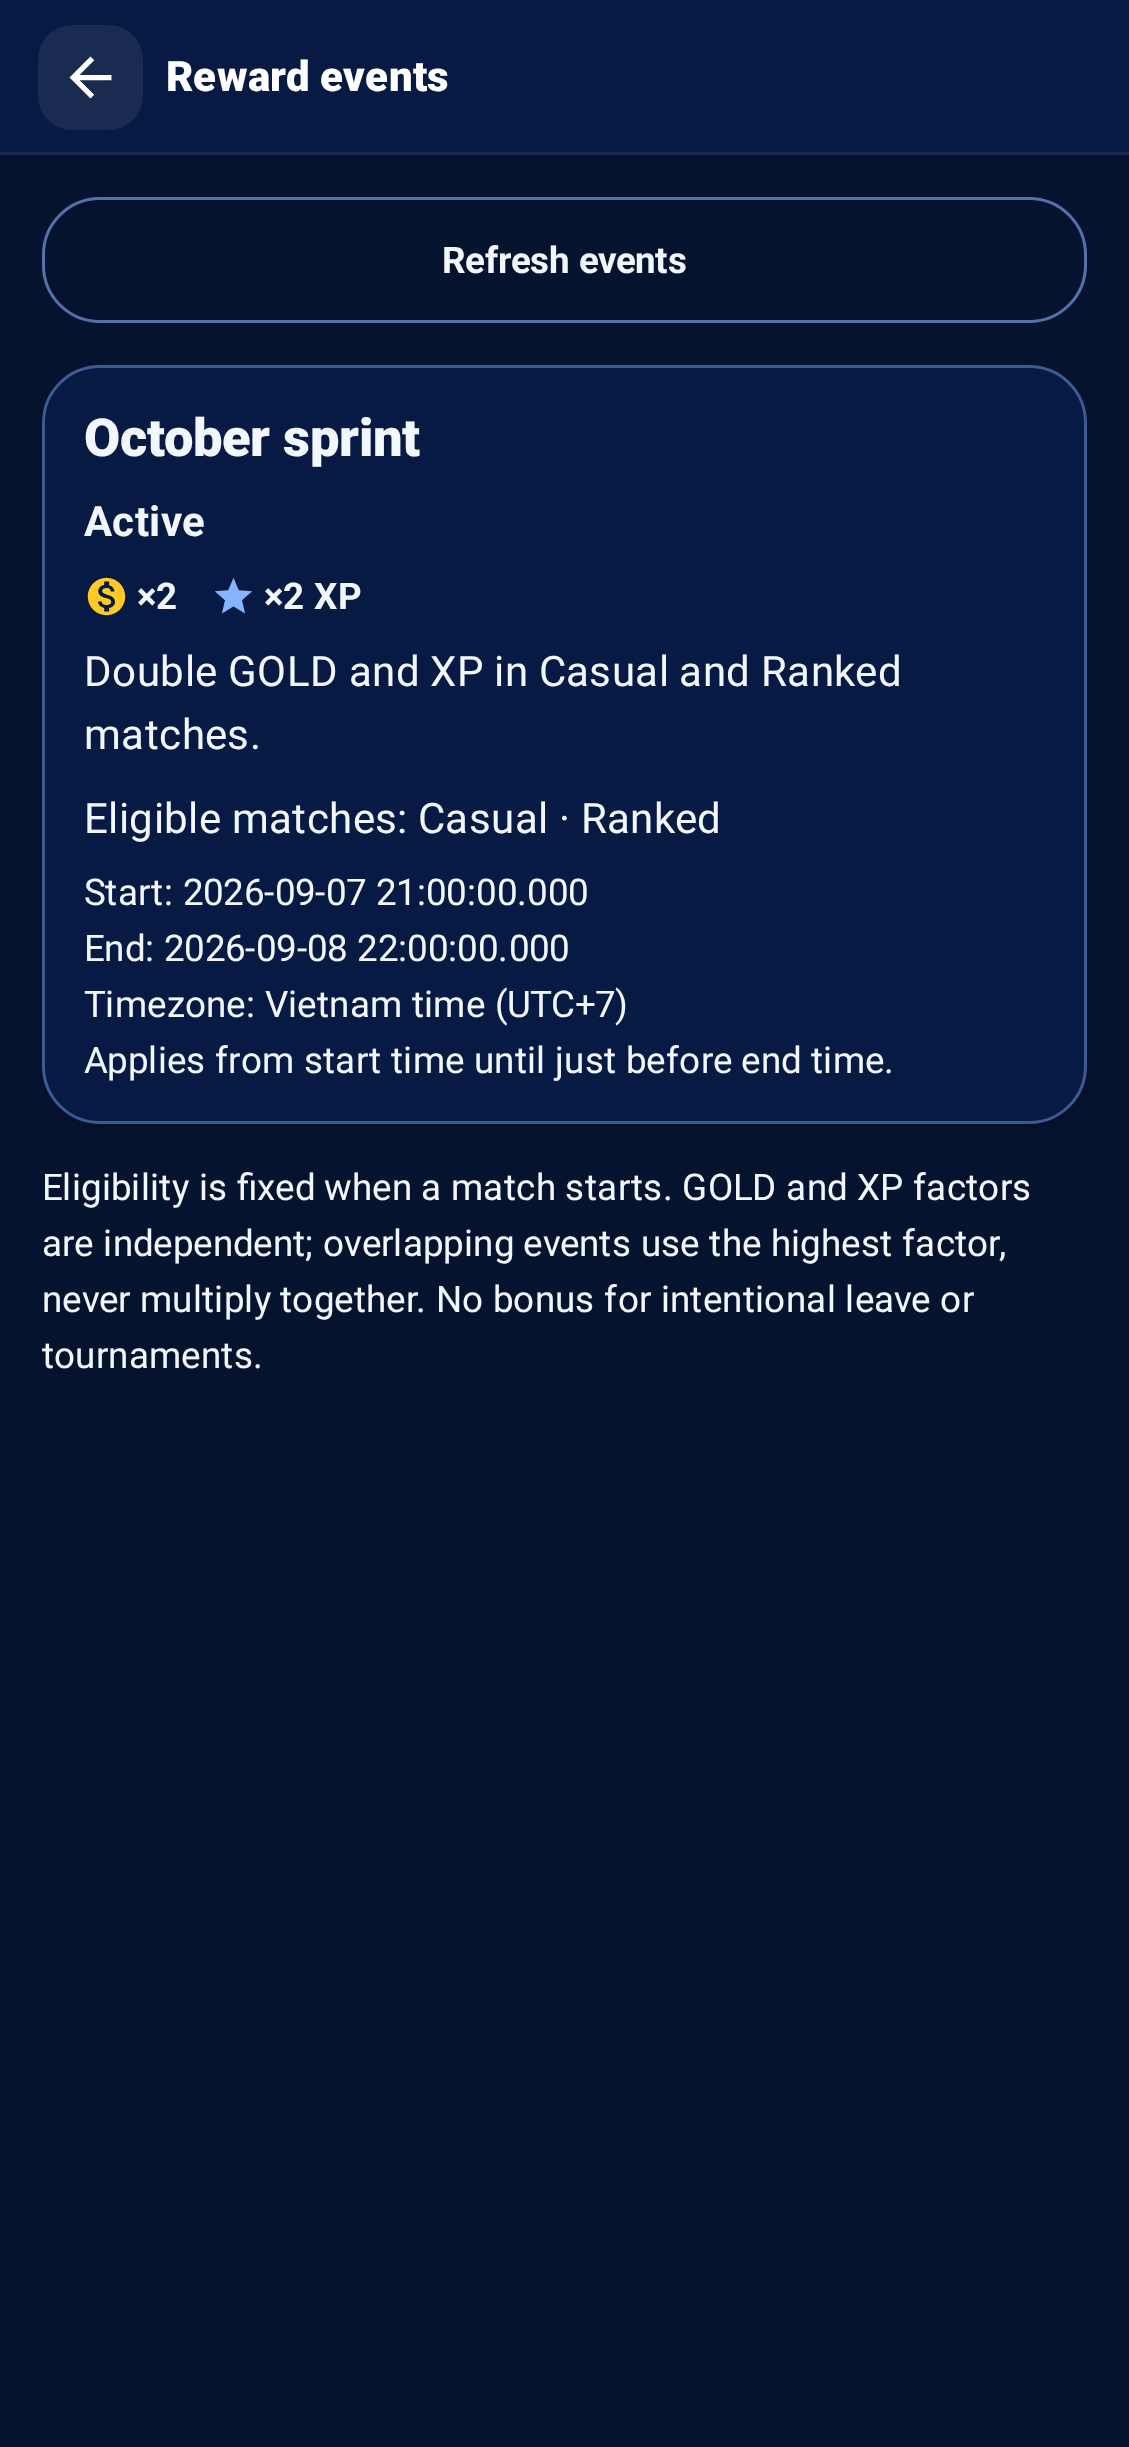 Reward events
Refresh events
October sprint
Active
×2 ×2 XP
Double GOLD and XP in Casual and Ranked
matches.
Eligible matches: Casual · Ranked
Start: 2026-09-07 21:00:00.000
End: 2026-09-08 22:00:00.000
Timezone: Vietnam time (UTC+7)
Applies from start time until just before end time.
Eligibility is fixed when a match starts. GOLD and XP factors
are independent; overlapping events use the highest factor,
never multiply together. No bonus for intentional leave or
tournaments.